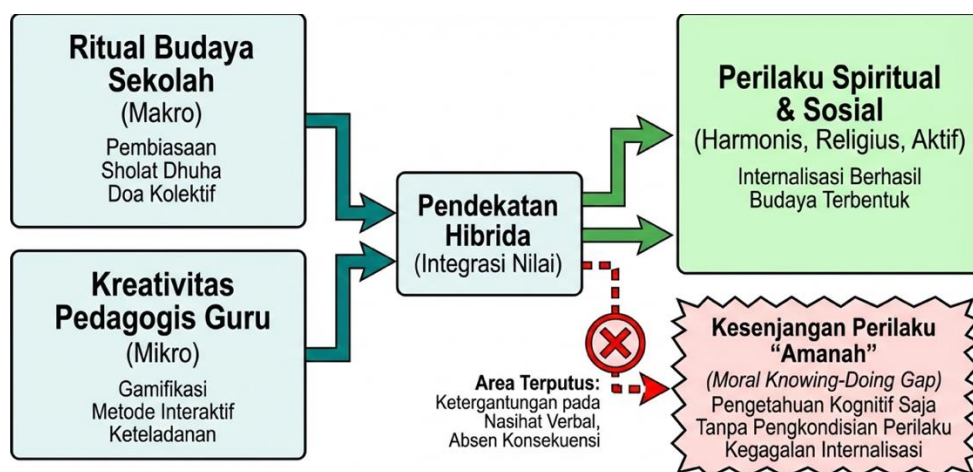 Ritual Budaya
Sekolah
(Makro)
Pembiasaan
Sholat Dhuha
Doa Kolektif
Kreativitas
Pedagogis Guru
(Mikro)
Gamifikasi
Metode Interaktif
Keteladanan
Pendekatan
Hibrida
(Integrasi Nilai)
Area Terputus:
Ketergantungan pada
Nasihat Verbal,
Absen Konsekuensi
Perilaku Spiritual
& Sosial
(Harmonis, Religius, Aktif)
Internalisasi Berhasil
Budaya Terbentuk
Kesenjangan Perilaku
“Amanah”
(Moral Knowing-Doing Gap)
Pengetahuan Kognitif Saja
Tanpa Pengkondisian Perilaku
Kegagalan Internalisasi